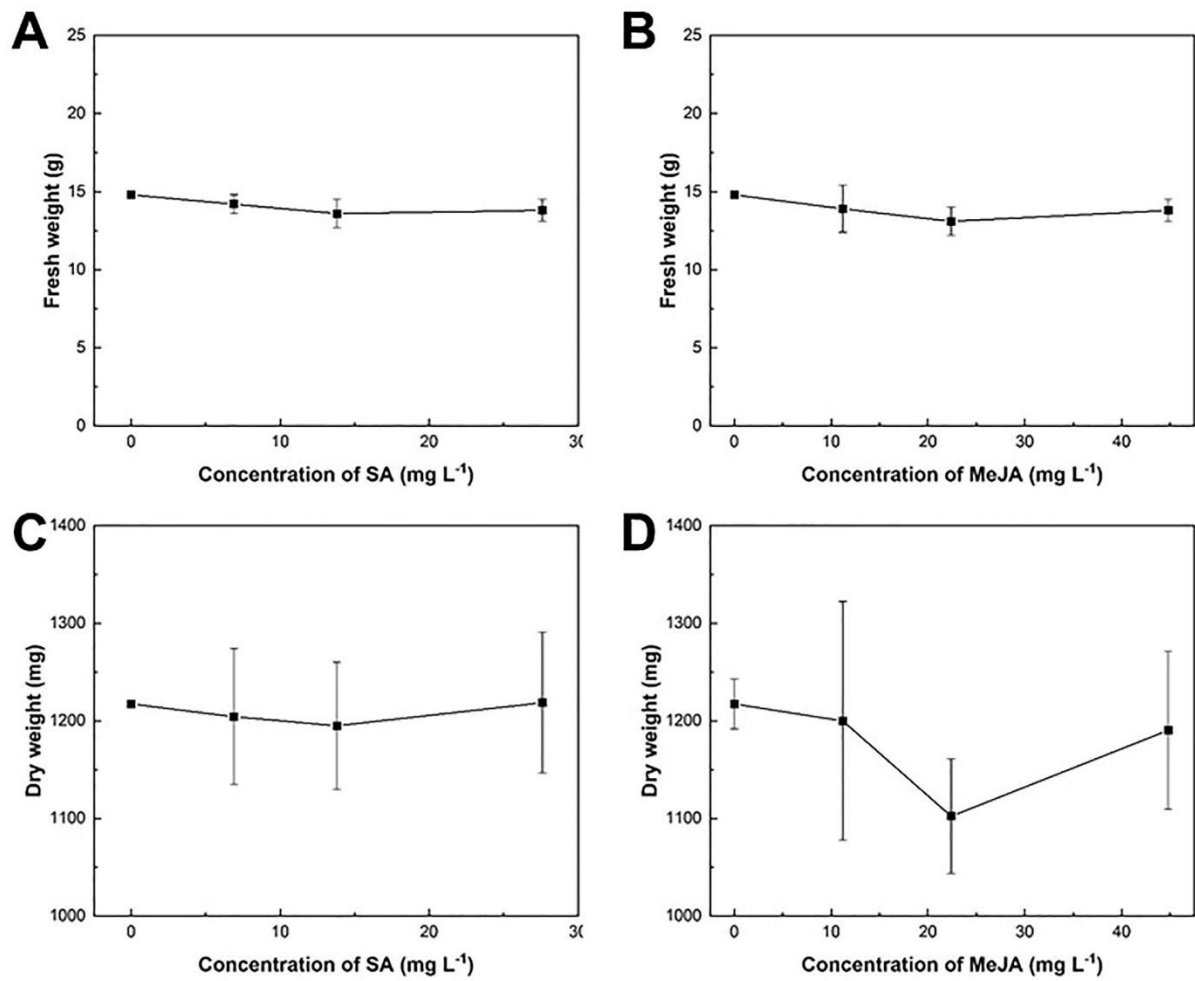 A
25
20
15
10
5
0
Fresh weight (g)
0 10 20 30
Concentration of SA (mg L⁻¹)
B
25
20
15
10
5
0
Fresh weight (g)
0 10 20 30 40
Concentration of MeJA (mg L⁻¹)
C
1400
1300
1200
1100
1000
Dry weight (mg)
0 10 20 30
Concentration of SA (mg L⁻¹)
D
1400
1300
1200
1100
1000
Dry weight (mg)
0 10 20 30 40
Concentration of MeJA (mg L⁻¹)